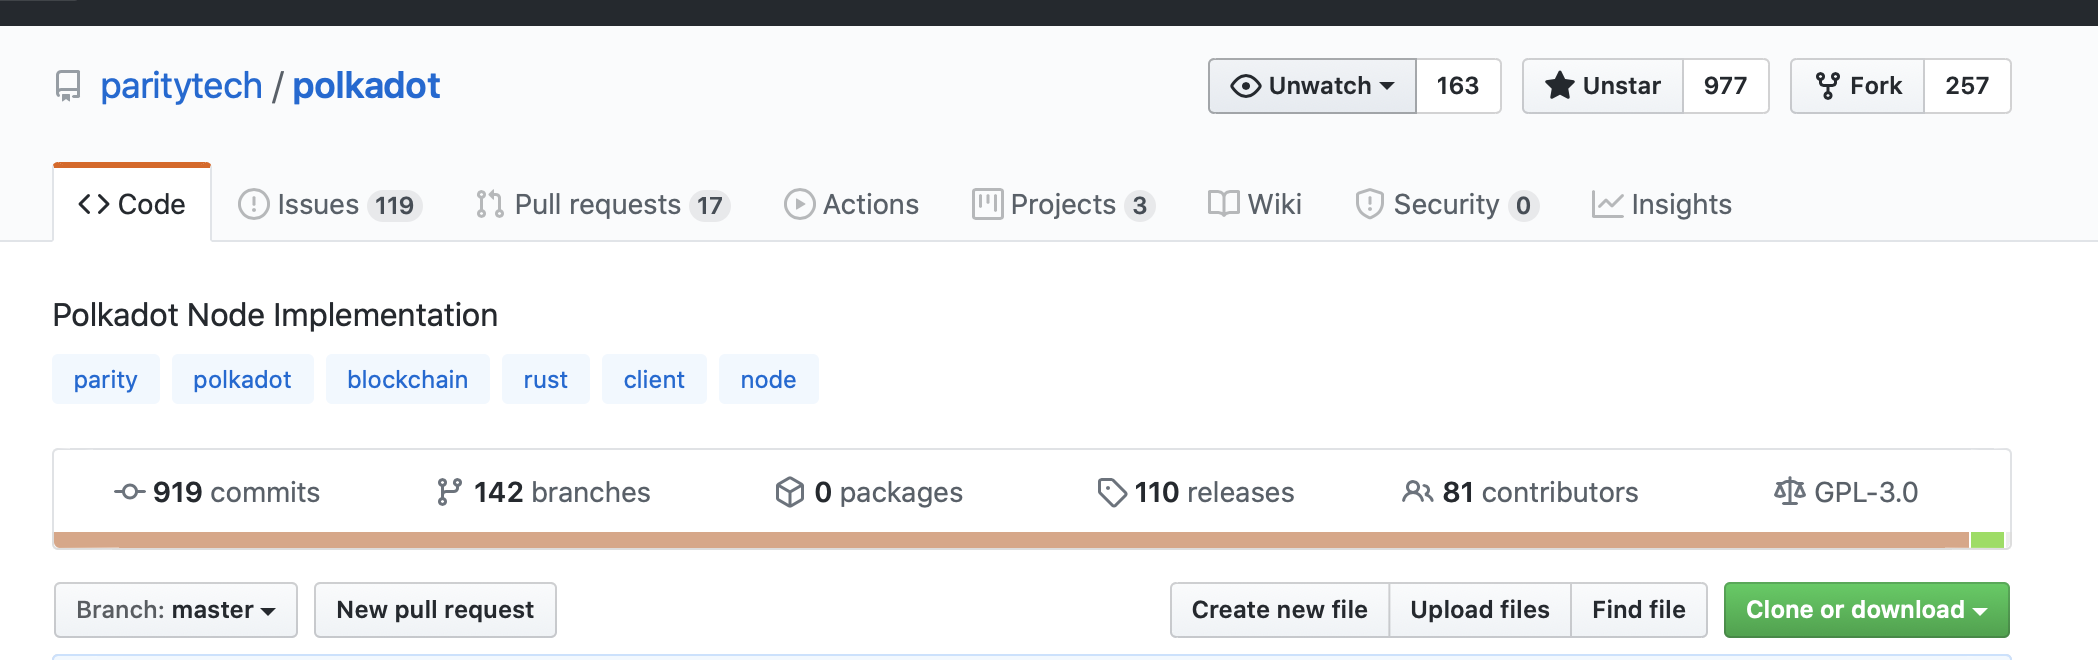 paritytech / polkadot
Unwatch 163 Unstar 977 Fork 257
Code Issues 119 Pull requests 17 Actions Projects 3 Wiki Security 0 Insights
Polkadot Node Implementation
parity polkadot blockchain rust client node
919 commits 142 branches 0 packages 110 releases 81 contributors GPL-3.0
Branch: master New pull request Create new file Upload files Find file Clone or download